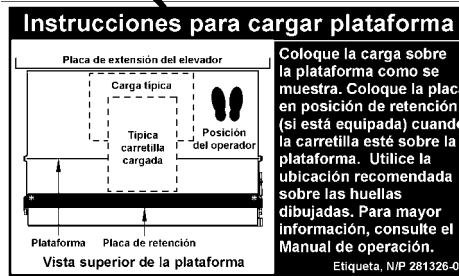 Instrucciones para cargar plataforma
Placa de extensión del elevador
Carga típica
Típica
carretilla
cargada
Posición
del operador
Plataforma
Placa de retención
Vista superior de la plataforma
Coloque la carga sobre
la plataforma como se
muestra. Coloque la placa
en posición de retención
(si está equipada) cuando
la carretilla esté sobre la
plataforma. Utilice la
ubicación recomendada
sobre las huellas
dibujadas. Para mayor
información, consulte el
Manual de operación.
Etiqueta, N/P 281326-0